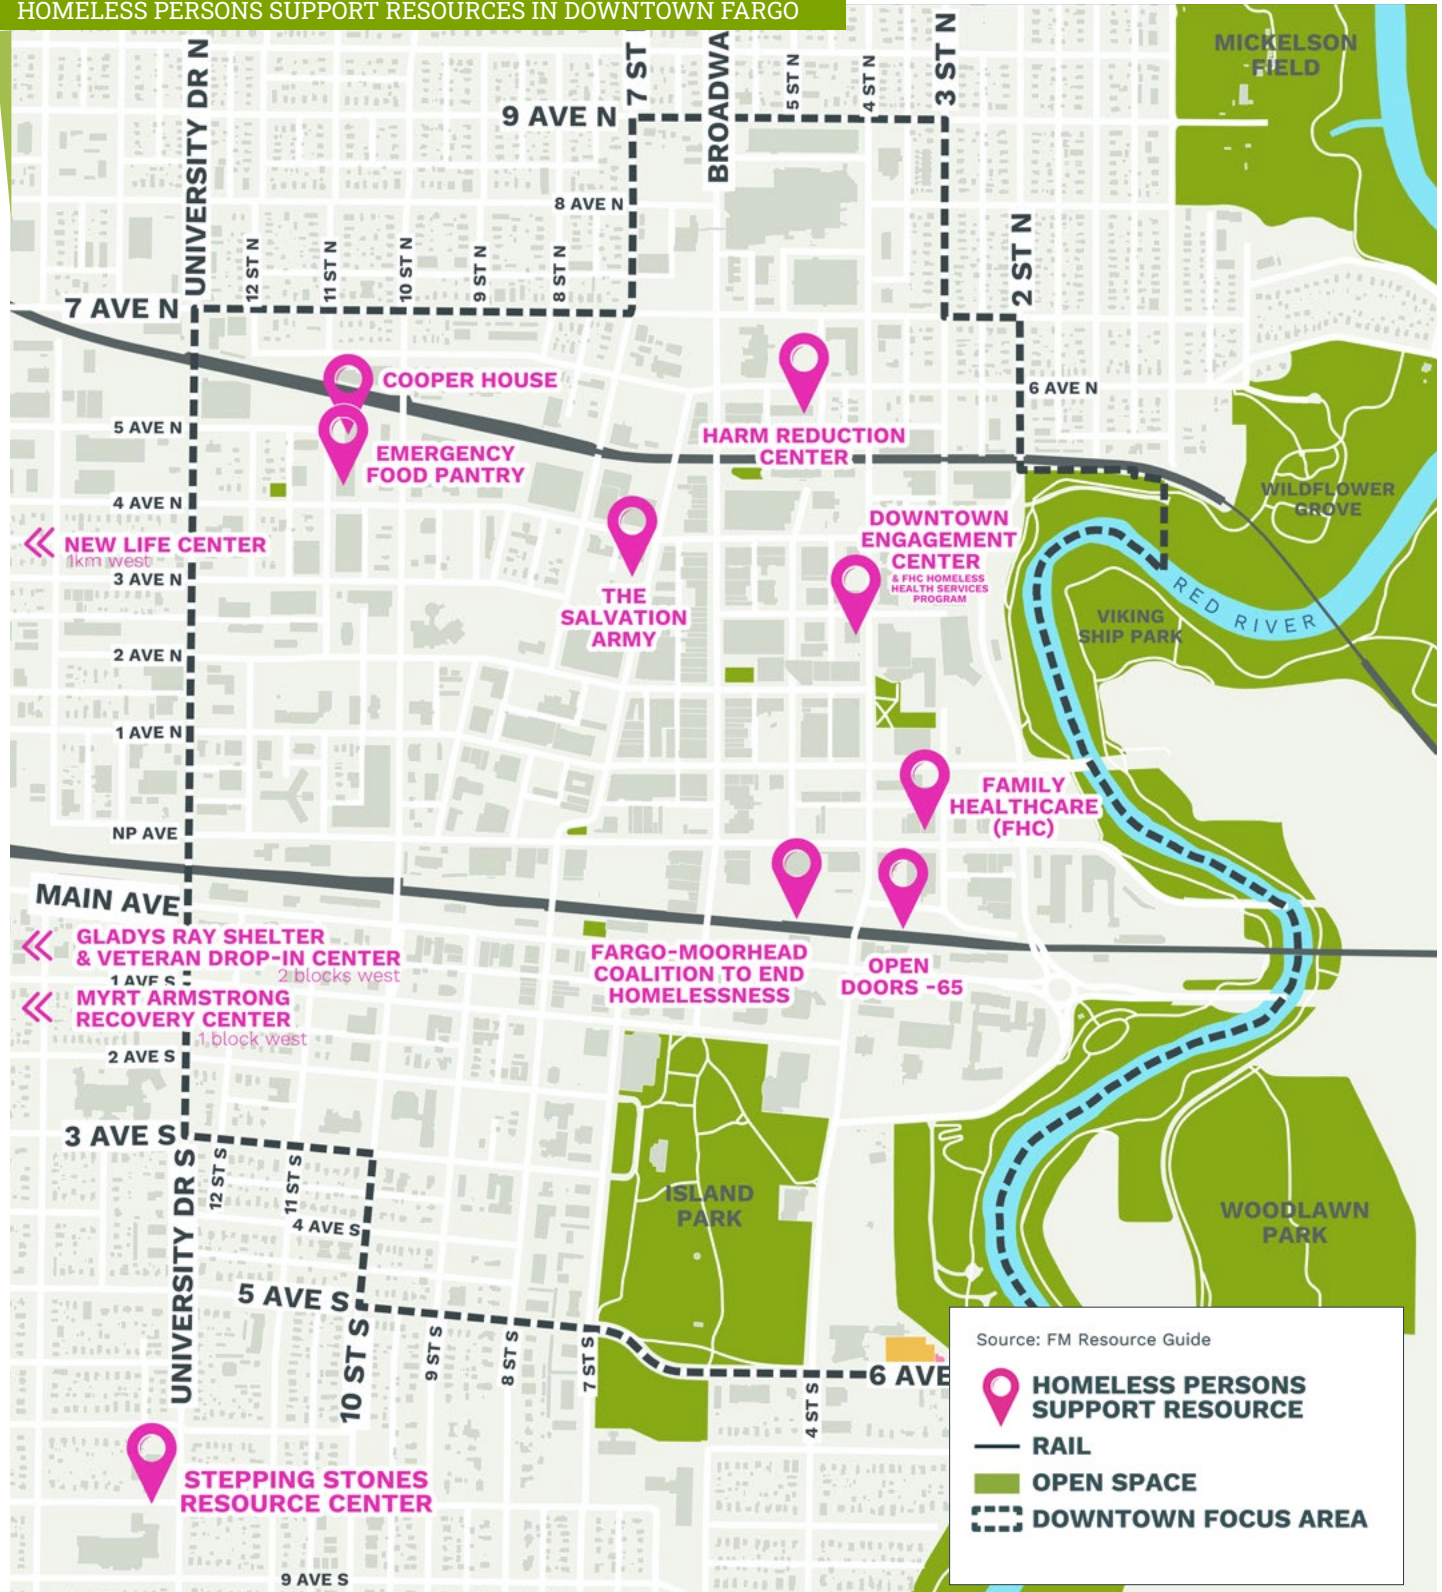 HOMELESS PERSONS SUPPORT RESOURCES IN DOWNTOWN FARGO
MICKELSON
FIELD
UNIVERSITY DR N
7 ST
BROADWA
5 ST N
4 ST N
3 ST N
9 AVE N
8 AVE N
12 ST N
11 ST N
10 ST N
9 ST N
8 ST N
2 ST N
7 AVE N
COOPER HOUSE
6 AVE N
5 AVE N
HARM REDUCTION
CENTER
EMERGENCY
FOOD PANTRY
4 AVE N
WILDFLOWER
GROVE
NEW LIFE CENTER
1km west
DOWNTOWN
ENGAGEMENT
CENTER
& FHC HOMELESS
HEALTH SERVICES
PROGRAM
3 AVE N
THE
SALVATION
ARMY
RED RIVER
VIKING
SHIP PARK
2 AVE N
1 AVE N
FAMILY
HEALTHCARE
(FHC)
NP AVE
MAIN AVE
GLADYS RAY SHELTER
& VETERAN DROP-IN CENTER
2 blocks west
FARGO-MOORHEAD
COALITION TO END
HOMELESSNESS
OPEN
DOORS -65
1 AVE S
MYRT ARMSTRONG
RECOVERY CENTER
1 block west
2 AVE S
3 AVE S
UNIVERSITY DR S
12 ST S
11 ST S
4 AVE S
ISLAND
PARK
WOODLAWN
PARK
5 AVE S
10 ST S
9 ST S
8 ST S
7 ST S
6 AVE
4 ST S
STEPPING STONES
RESOURCE CENTER
9 AVE S
Source: FM Resource Guide
HOMELESS PERSONS
SUPPORT RESOURCE
RAIL
OPEN SPACE
DOWNTOWN FOCUS AREA